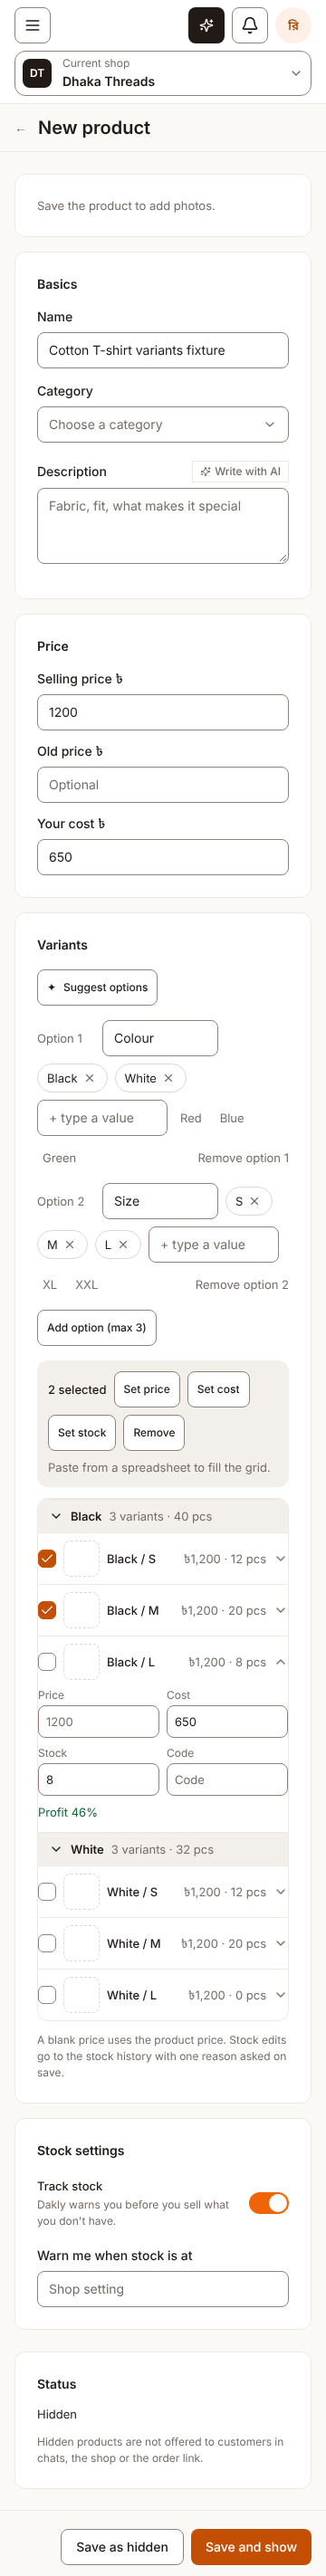 রি
DT
Current shop
Dhaka Threads
← New product
Save the product to add photos.
Basics
Name
Cotton T-shirt variants fixture
Category
Choose a category
Description
Write with AI
Fabric, fit, what makes it special
Price
Selling price ৳
1200
Old price ৳
Optional
Your cost ৳
650
Variants
✦ Suggest options
Option 1 Colour
Black ✕ White ✕
+ type a value Red Blue
Green Remove option 1
Option 2 Size S ✕
M ✕ L ✕ + type a value
XL XXL Remove option 2
Add option (max 3)
2 selected Set price Set cost
Set stock Remove
Paste from a spreadsheet to fill the grid.
Black 3 variants · 40 pcs
Black / S ৳1,200 · 12 pcs
Black / M ৳1,200 · 20 pcs
Black / L ৳1,200 · 8 pcs
Price Cost
1200 650
Stock Code
8 Code
Profit 46%
White 3 variants · 32 pcs
White / S ৳1,200 · 12 pcs
White / M ৳1,200 · 20 pcs
White / L ৳1,200 · 0 pcs
A blank price uses the product price. Stock edits
go to the stock history with one reason asked on
save.
Stock settings
Track stock
Dakly warns you before you sell what
you don't have.
Warn me when stock is at
Shop setting
Status
Hidden
Hidden products are not offered to customers in
chats, the shop or the order link.
Save as hidden Save and show